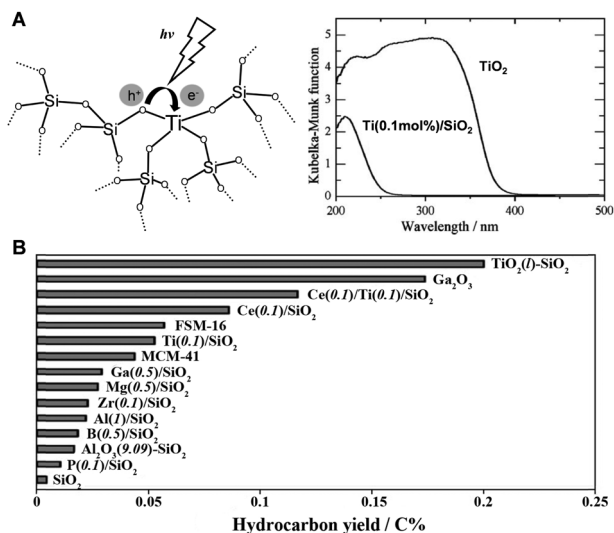 A
hν
h⁺
e⁻
Si
Si
Si
Si
Si
Ti
Kubelka-Munk function
5
4
3
2
1
0
TiO₂
Ti(0.1mol%)/SiO₂
200
300
400
500
Wavelength / nm
B
TiO₂(l)-SiO₂
Ga₂O₃
Ce(0.1)/Ti(0.1)/SiO₂
Ce(0.1)/SiO₂
FSM-16
Ti(0.1)/SiO₂
MCM-41
Ga(0.5)/SiO₂
Mg(0.5)/SiO₂
Zr(0.1)/SiO₂
Al(1)/SiO₂
B(0.5)/SiO₂
Al₂O₃(9.09)-SiO₂
P(0.1)/SiO₂
SiO₂
0 0.05 0.1 0.15 0.2 0.25
Hydrocarbon yield / C%